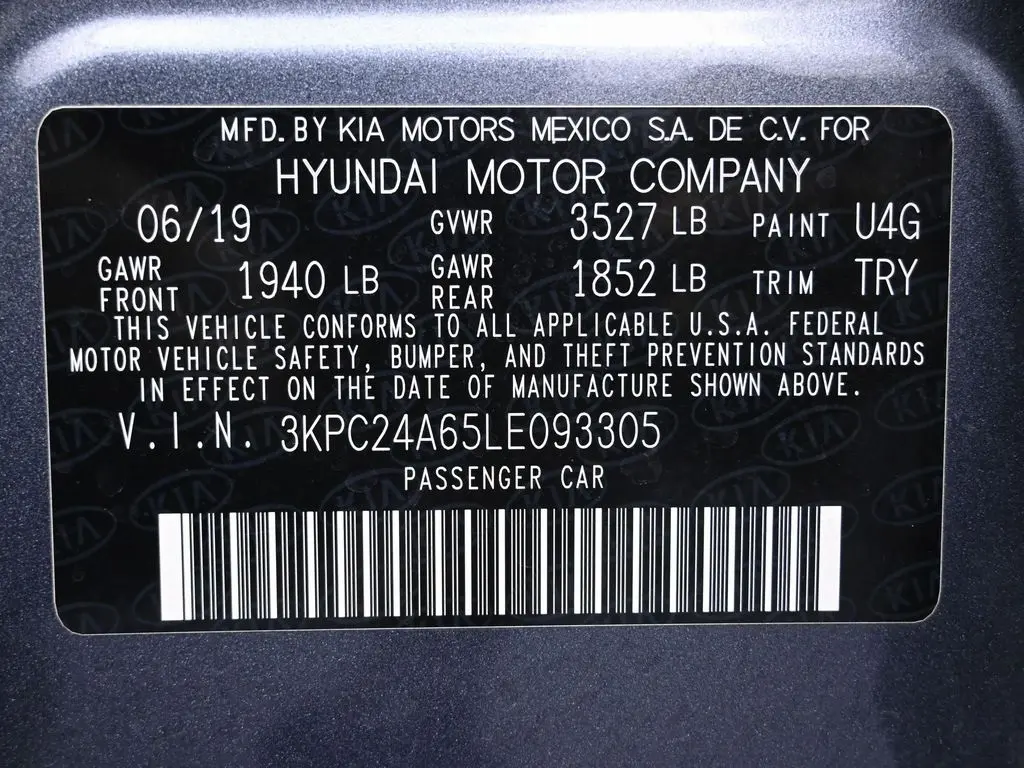 MFD. BY KIA MOTORS MEXICO S.A. DE C.V. FOR
HYUNDAI MOTOR COMPANY
06/19 GVWR 3527 LB PAINT U4G
GAWR FRONT 1940 LB GAWR REAR 1852 LB TRIM TRY
THIS VEHICLE CONFORMS TO ALL APPLICABLE U.S.A. FEDERAL
MOTOR VEHICLE SAFETY, BUMPER, AND THEFT PREVENTION STANDARDS
IN EFFECT ON THE DATE OF MANUFACTURE SHOWN ABOVE.
V.I.N. 3KPC24A65LE093305
PASSENGER CAR